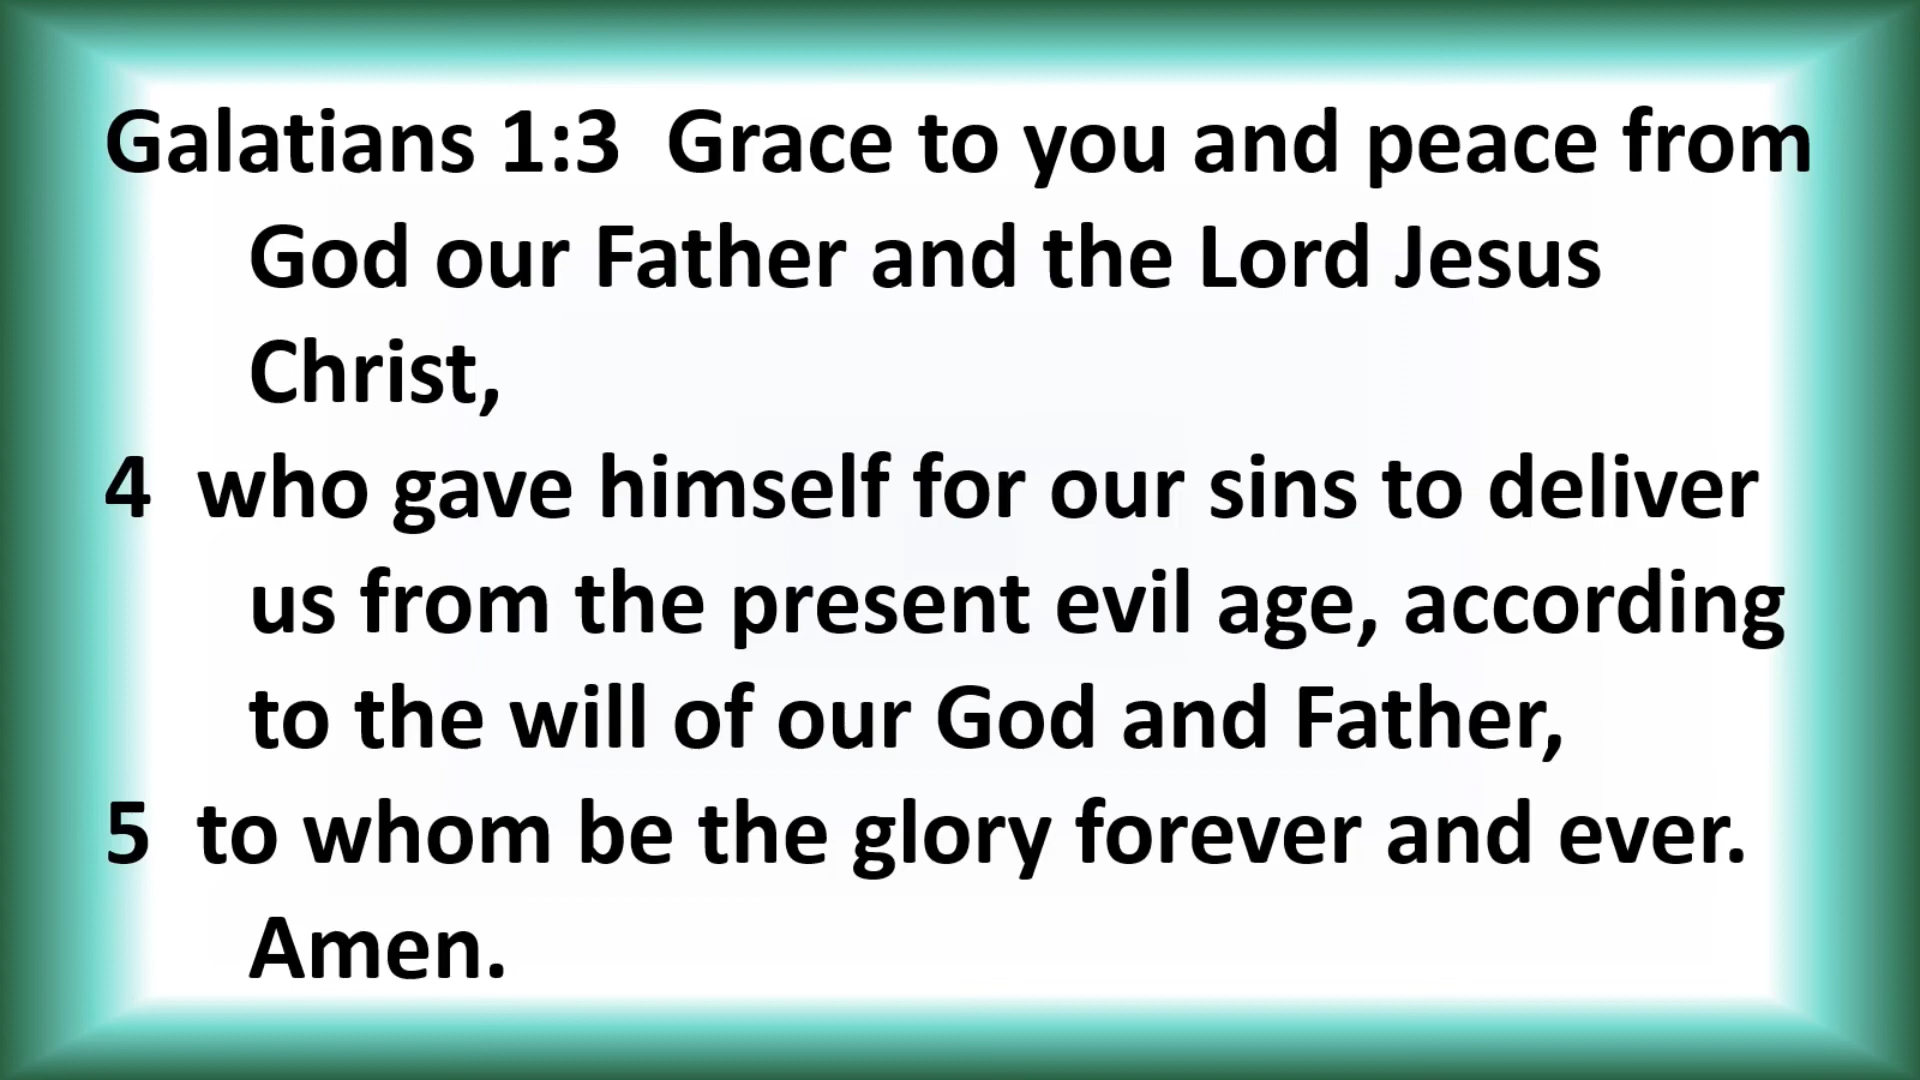 Galatians 1:3  Grace to you and peace from
God our Father and the Lord Jesus
Christ,
4  who gave himself for our sins to deliver
us from the present evil age, according
to the will of our God and Father,
5  to whom be the glory forever and ever.
Amen.